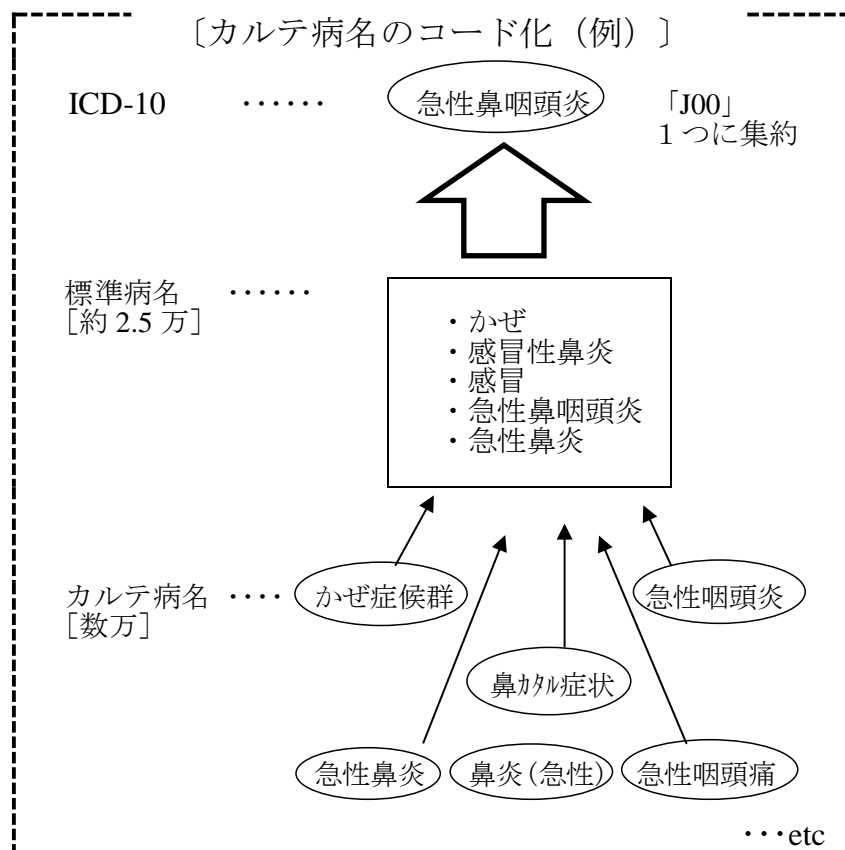 〔カルテ病名のコード化（例）〕
ICD-10 ‥‥‥ 急性鼻咽頭炎 「J00」
１つに集約
標準病名 ‥‥‥
［約 2.5 万］
・かぜ
・感冒性鼻炎
・感冒
・急性鼻咽頭炎
・急性鼻炎
カルテ病名 ‥‥ かぜ症候群 急性咽頭炎
［数万］
鼻ｶﾀﾙ症状
急性鼻炎 鼻炎(急性) 急性咽頭痛
・・・etc